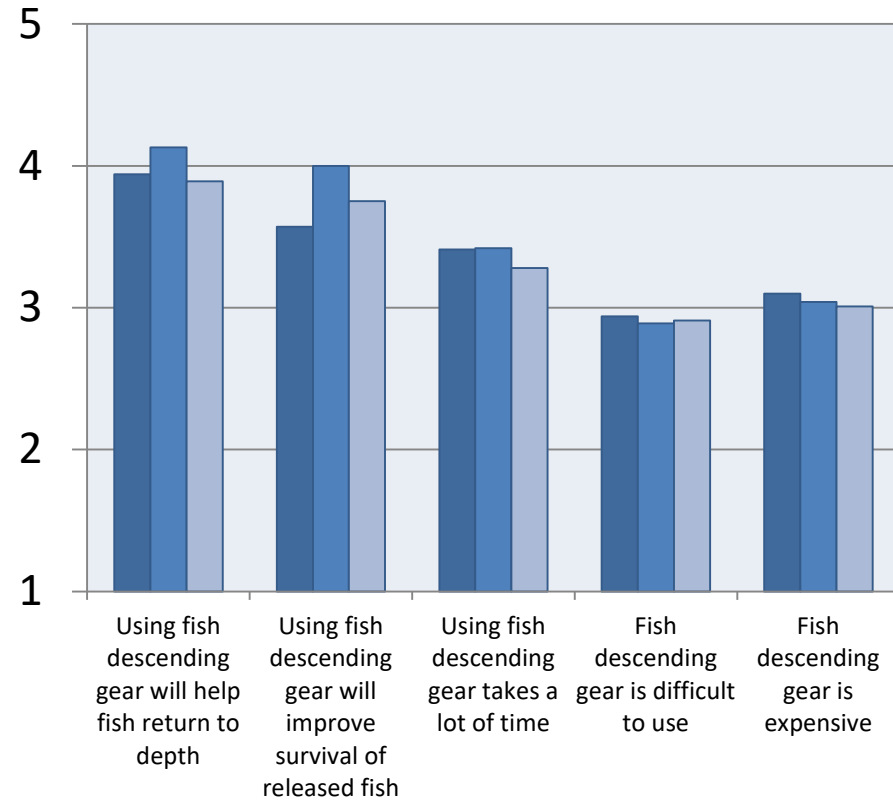 5
4
3
2
1
Using fish
descending
gear will help
fish return to
depth
Using fish
descending
gear will
improve
survival of
released fish
Using fish
descending
gear takes a
lot of time
Fish
descending
gear is difficult
to use
Fish
descending
gear is
expensive